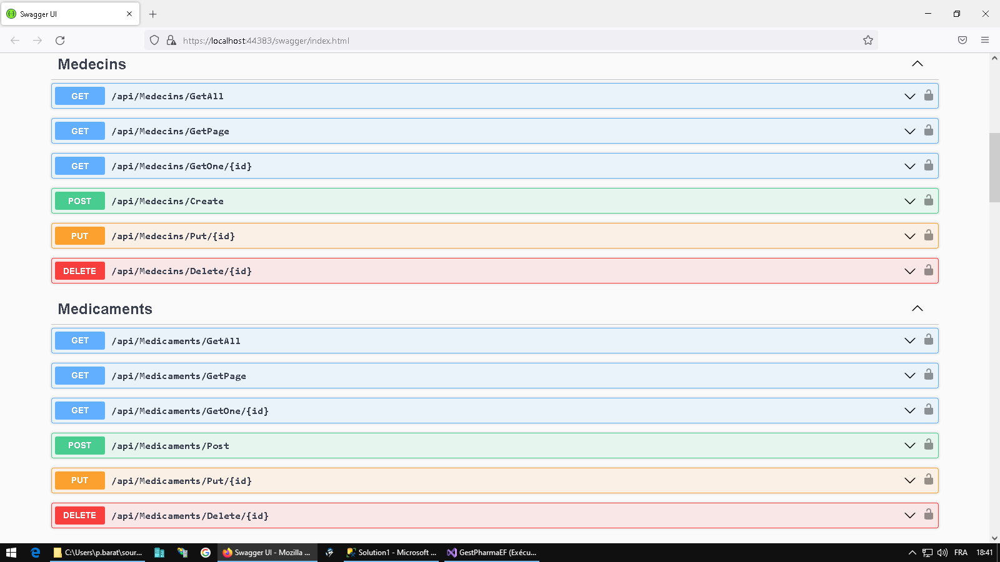 Swagger UI
https://localhost:44383/swagger/index.html
Medecins
GET /api/Medecins/GetAll
GET /api/Medecins/GetPage
GET /api/Medecins/GetOne/{id}
POST /api/Medecins/Create
PUT /api/Medecins/Put/{id}
DELETE /api/Medecins/Delete/{id}
Medicaments
GET /api/Medicaments/GetAll
GET /api/Medicaments/GetPage
GET /api/Medicaments/GetOne/{id}
POST /api/Medicaments/Post
PUT /api/Medicaments/Put/{id}
DELETE /api/Medicaments/Delete/{id}
C:\Users\p.barat\sour... Swagger UI - Mozilla ... Solution1 - Microsoft ... GestPharmaEF (Exécu... FRA 18:41